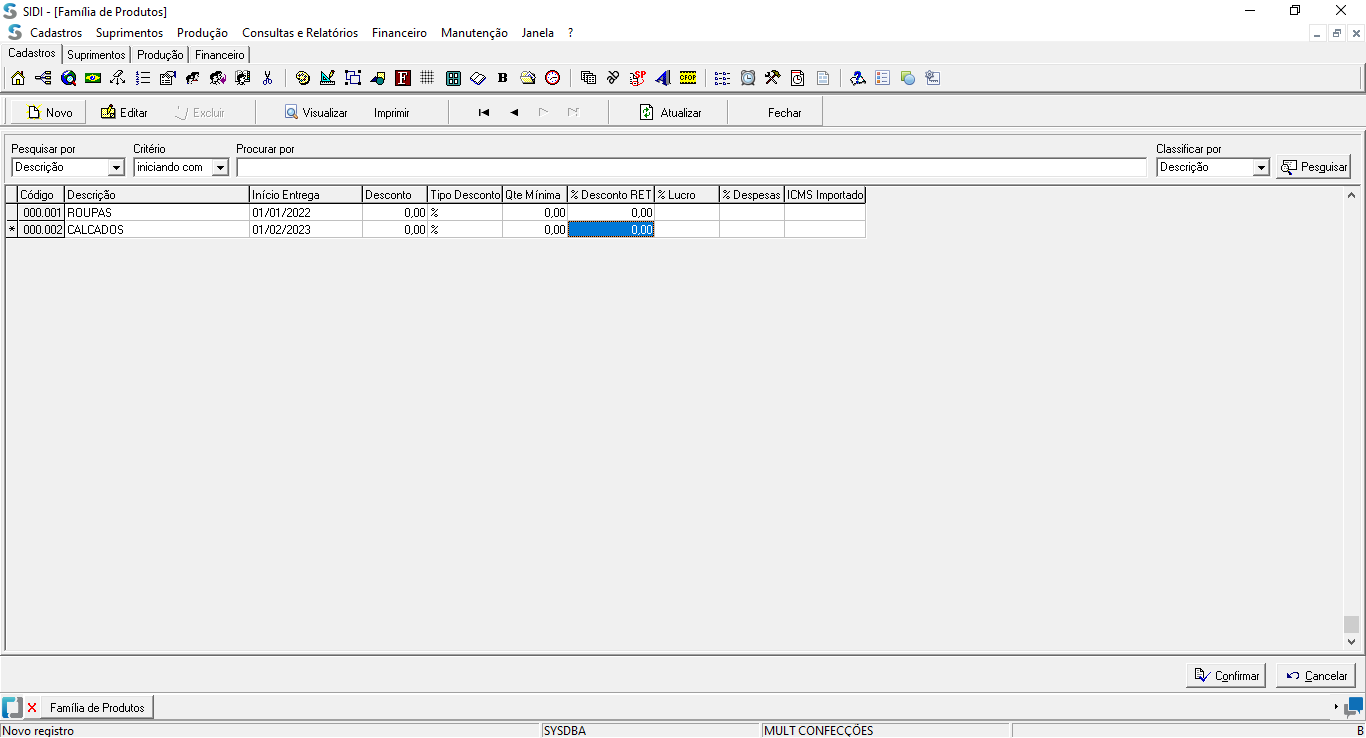 SIDI - [Família de Produtos]
Cadastros Suprimentos Produção Consultas e Relatórios Financeiro Manutenção Janela ?
Cadastros Suprimentos Produção Financeiro
F B SP CFOP
Novo Editar Excluir Visualizar Imprimir Atualizar Fechar
Pesquisar por Critério Procurar por Classificar por
Descrição iniciando com Descrição Pesquisar
Código Descrição Início Entrega Desconto Tipo Desconto Qte Mínima % Desconto RET % Lucro % Despesas ICMS Importado
000.001 ROUPAS 01/01/2022 0,00 % 0,00 0,00
* 000.002 CALCADOS 01/02/2023 0,00 % 0,00 0,00
Confirmar Cancelar
Família de Produtos
Novo registro SYSDBA MULT CONFECÇÕES B